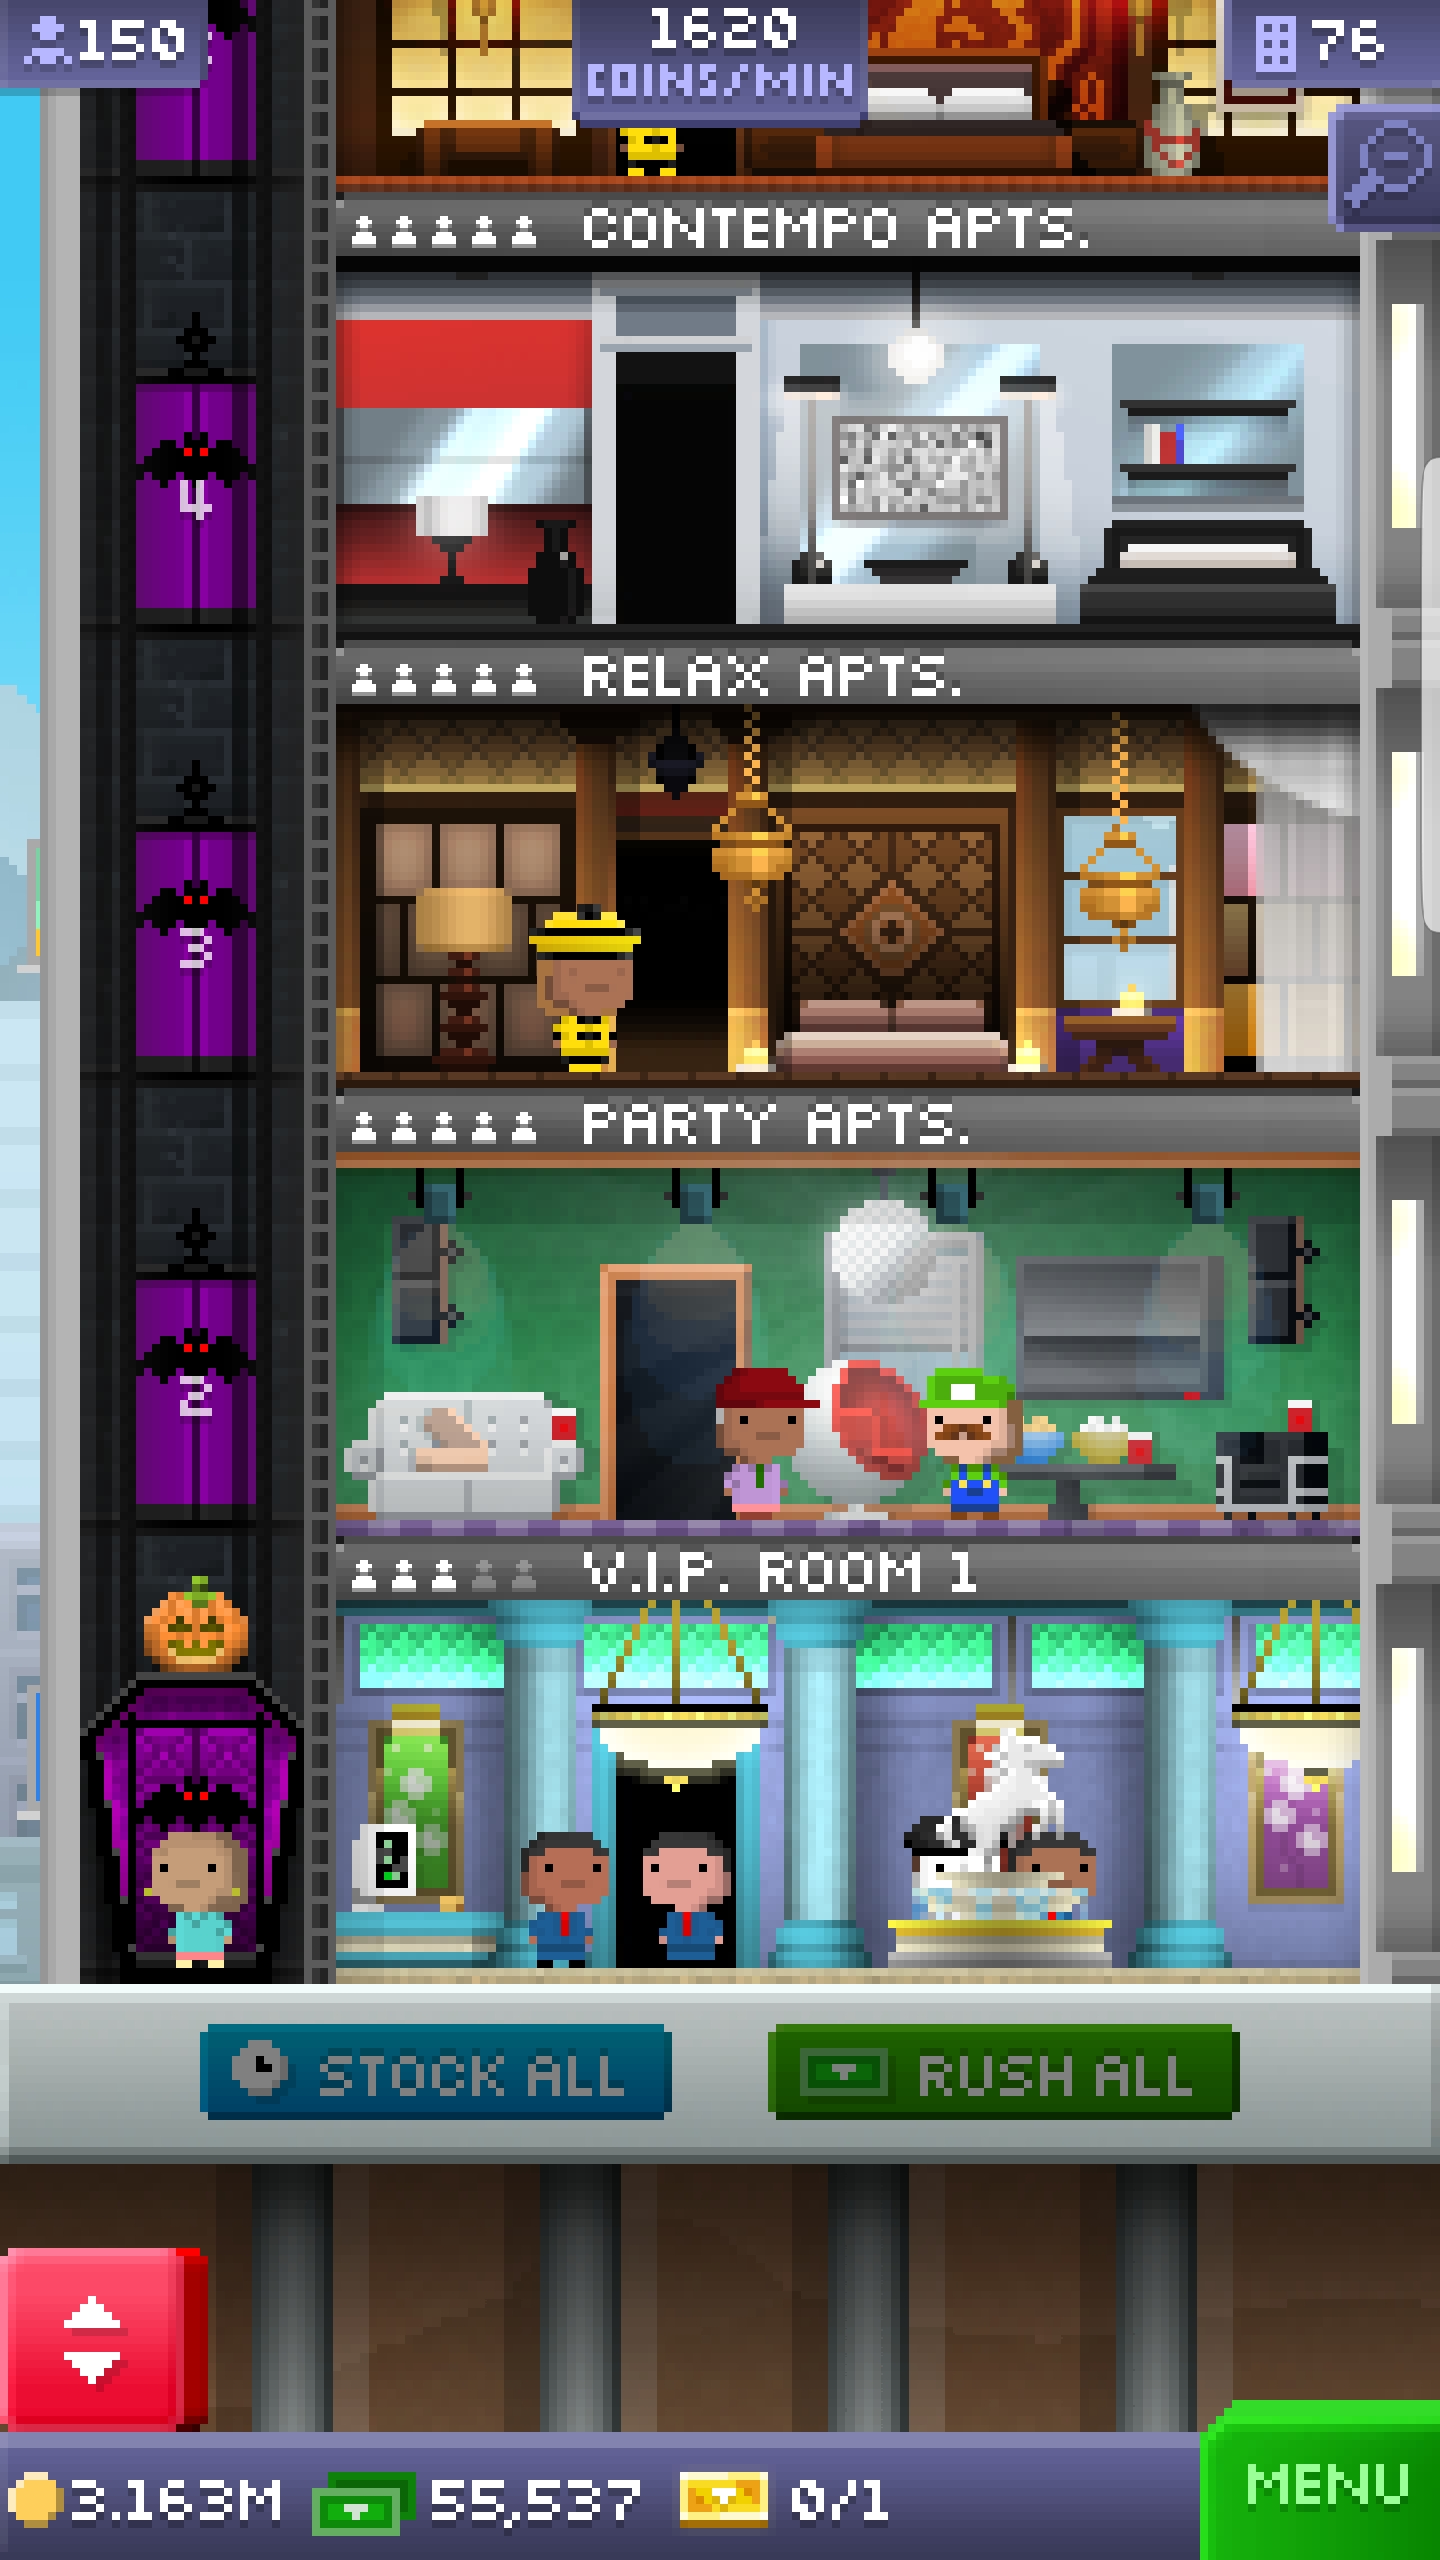 150
1620
COINS/MIN
76
CONTEMPO APTS.
4
RELAX APTS.
3
PARTY APTS.
2
V.I.P. ROOM 1
STOCK ALL
RUSH ALL
3.163M
55,537
0/1
MENU